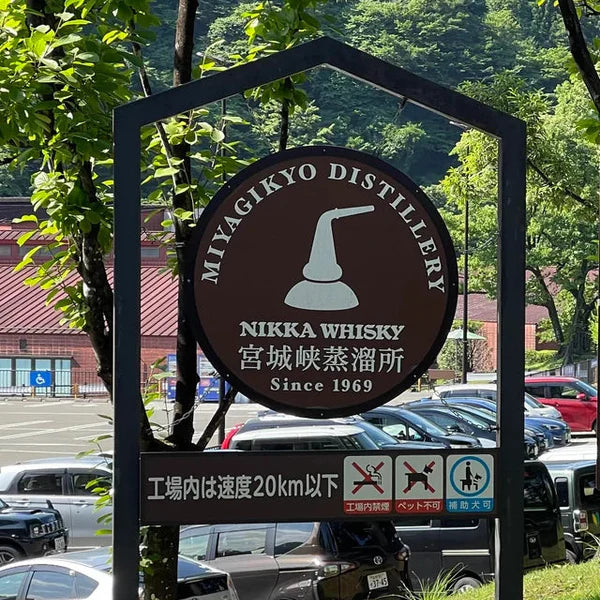 MIYAGIKYO DISTILLERY
NIKKA WHISKY
宮城峡蒸溜所
Since 1969
工場内は速度20km以下
工場内禁煙
ペット不可
補助犬可
37-45